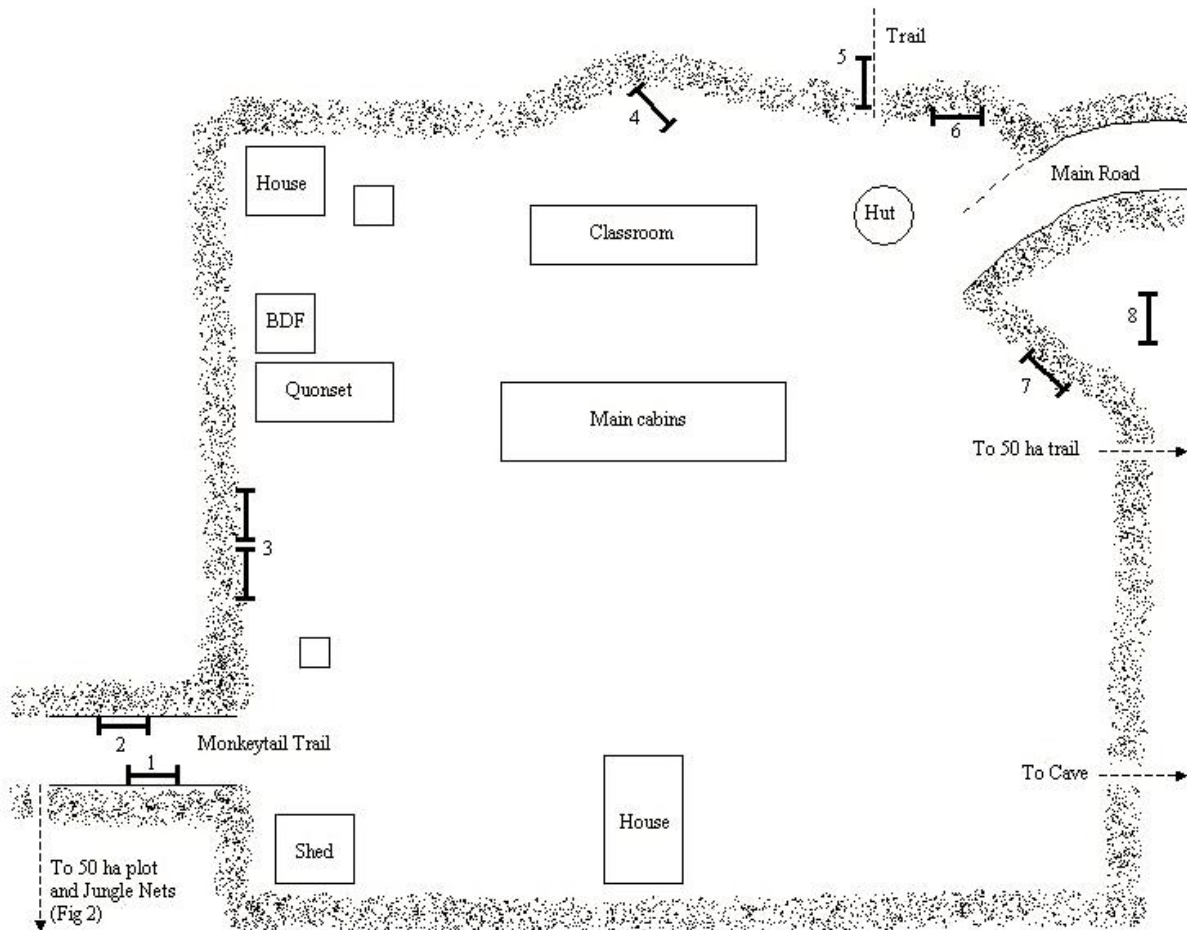 Trail
5
4
6
Main Road
House
Hut
Classroom
8
BDF
7
Quonset
Main cabins
To 50 ha trail
3
2
Monkeytail Trail
1
To Cave
House
Shed
To 50 ha plot
and Jungle Nets
(Fig 2)